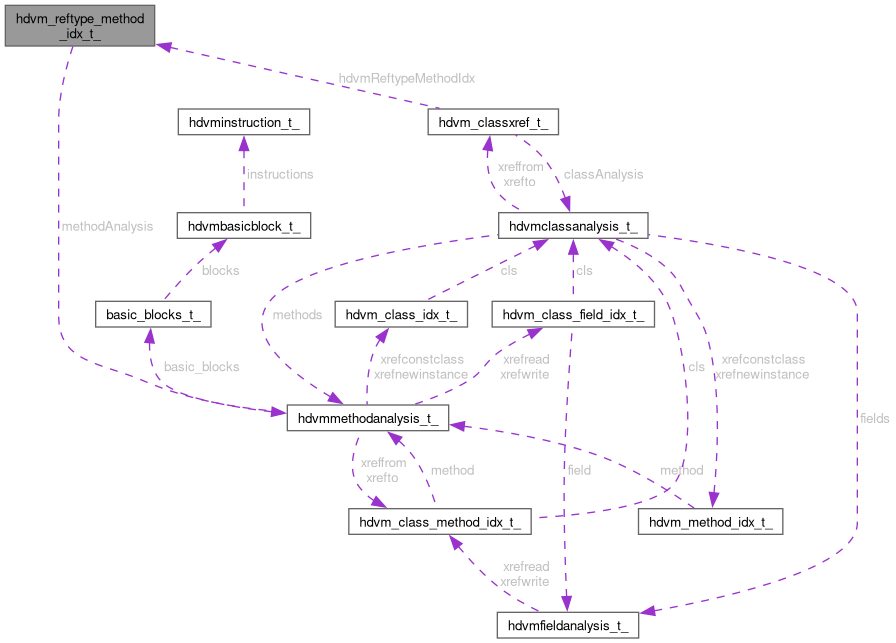 hdvm_reftype_method
_idx_t_
hdvmReftypeMethodIdx
hdvminstruction_t_
hdvm_classxref_t_
instructions
xreffrom
xrefto
classAnalysis
methodAnalysis
hdvmbasicblock_t_
hdvmclassanalysis_t_
blocks
cls
cls
basic_blocks_t_
methods
hdvm_class_idx_t_
hdvm_class_field_idx_t_
basic_blocks
xrefconstclass
xrefnewinstance
xrefread
xrefwrite
cls
xrefconstclass
xrefnewinstance
hdvmmethodanalysis_t_
fields
xreffrom
xrefto
method
field
method
hdvm_class_method_idx_t_
hdvm_method_idx_t_
xrefread
xrefwrite
hdvmfieldanalysis_t_